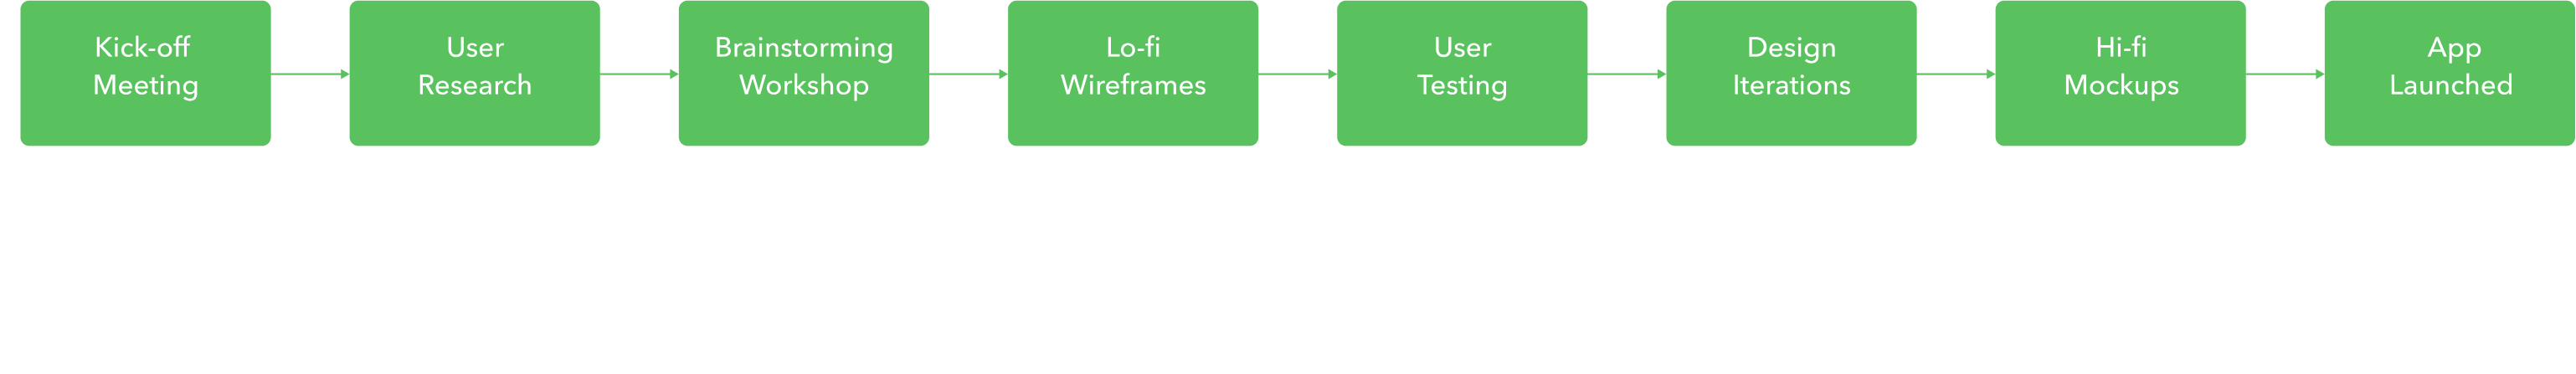 Kick-off
Meeting
User
Research
Brainstorming
Workshop
Lo-fi
Wireframes
User
Testing
Design
Iterations
Hi-fi
Mockups
App
Launched